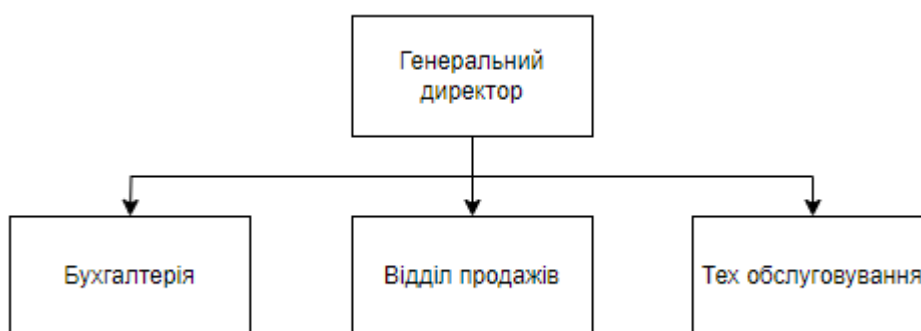 Генеральний
директор
Бухгалтерія
Відділ продажів
Тех обслуговування